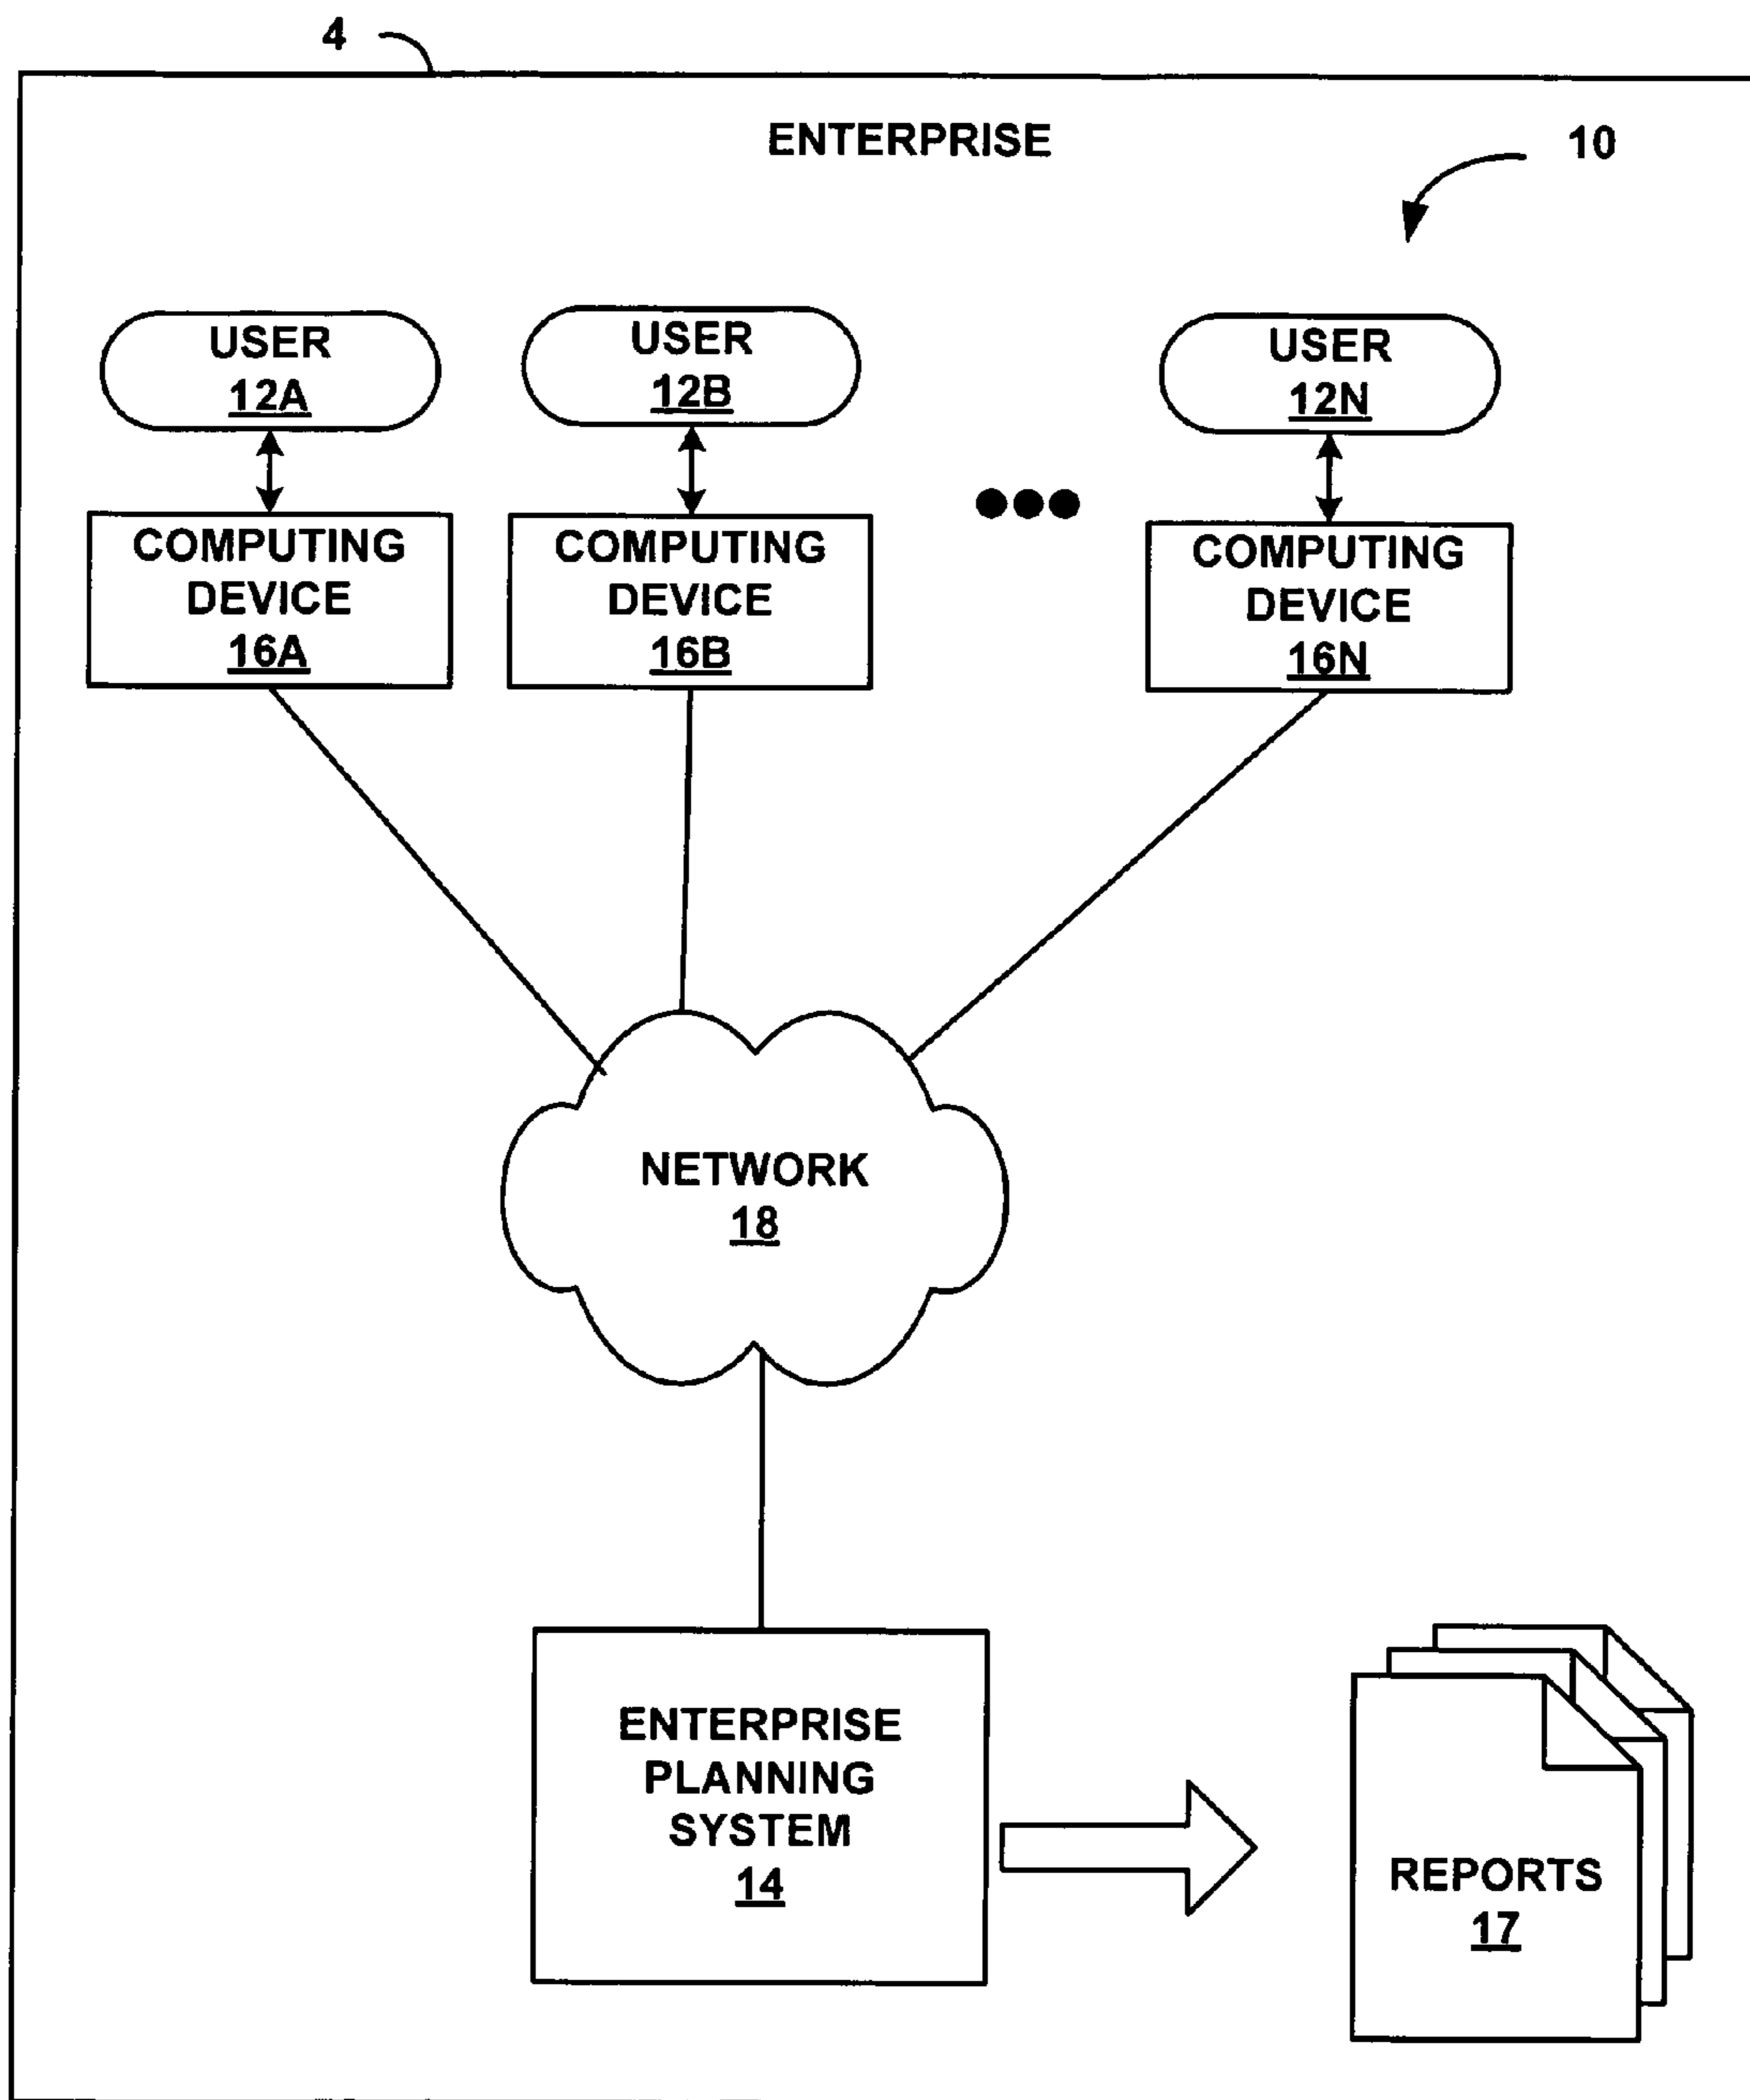 4
ENTERPRISE
10
USER
12A
USER
12B
USER
12N
COMPUTING
DEVICE
16A
COMPUTING
DEVICE
16B
COMPUTING
DEVICE
16N
NETWORK
18
ENTERPRISE
PLANNING
SYSTEM
14
REPORTS
17